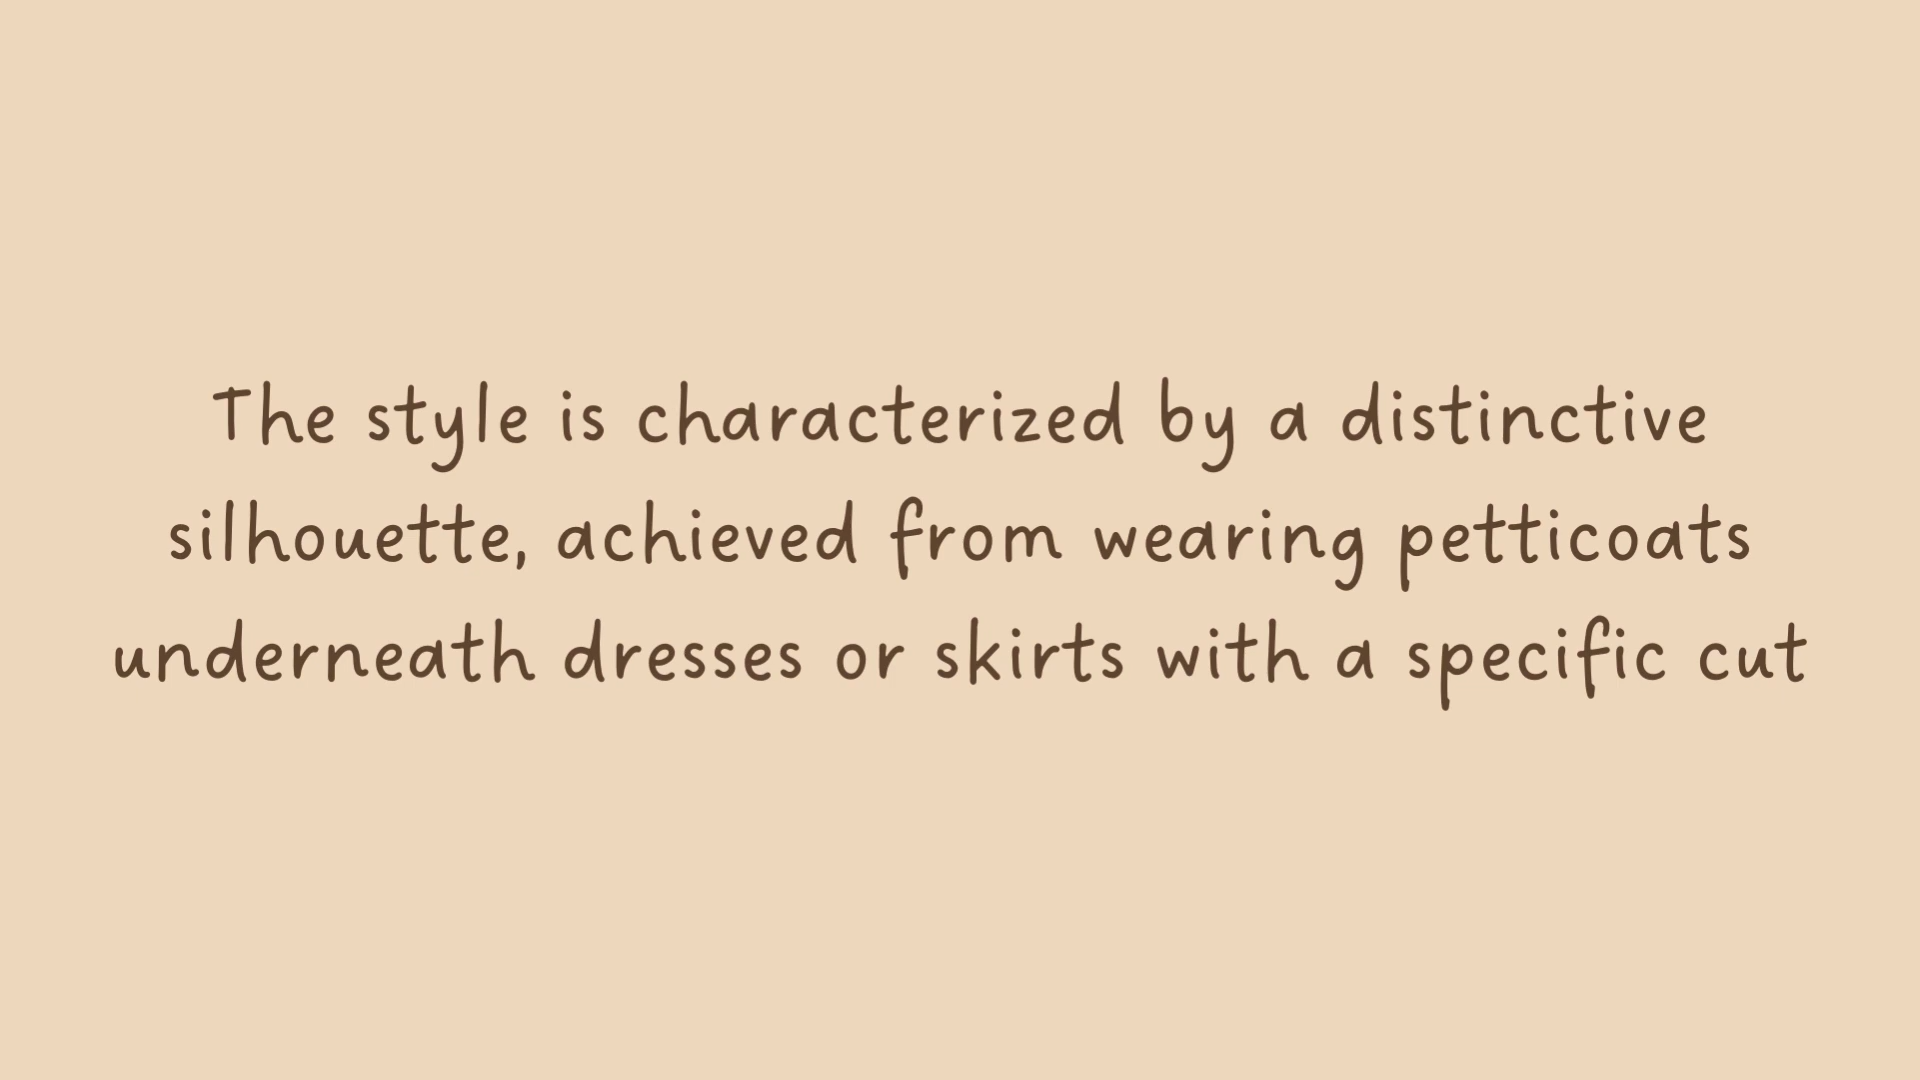 The style is characterized by a distinctive
silhouette, achieved from wearing petticoats
underneath dresses or skirts with a specific cut